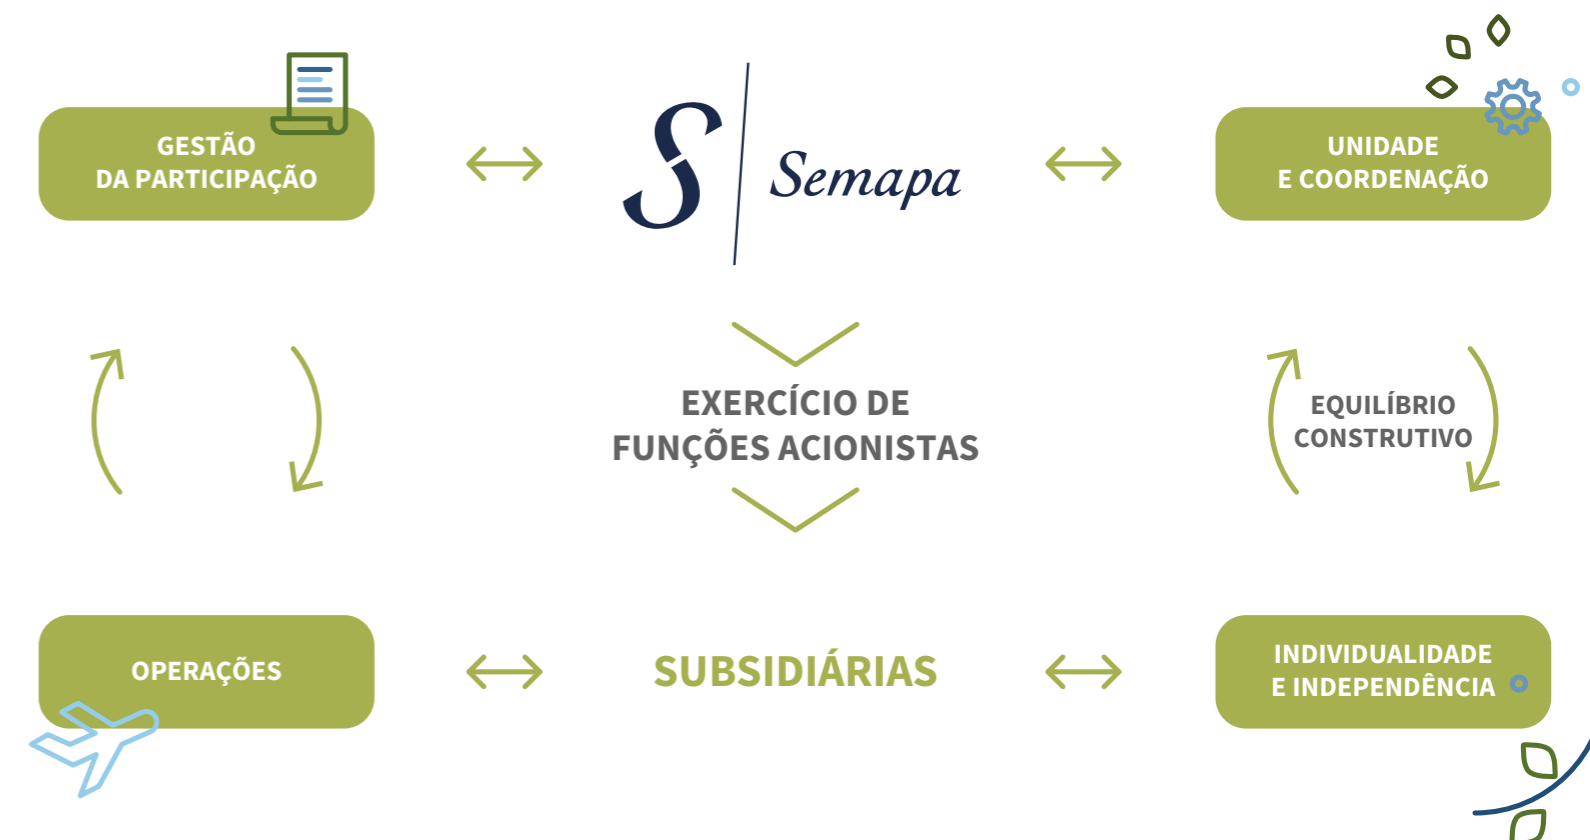 GESTÃO
DA PARTICIPAÇÃO
Semapa
UNIDADE
E COORDENAÇÃO
EXERCÍCIO DE
FUNÇÕES ACIONISTAS
EQUILÍBRIO
CONSTRUTIVO
OPERAÇÕES
SUBSIDIÁRIAS
INDIVIDUALIDADE
E INDEPENDÊNCIA